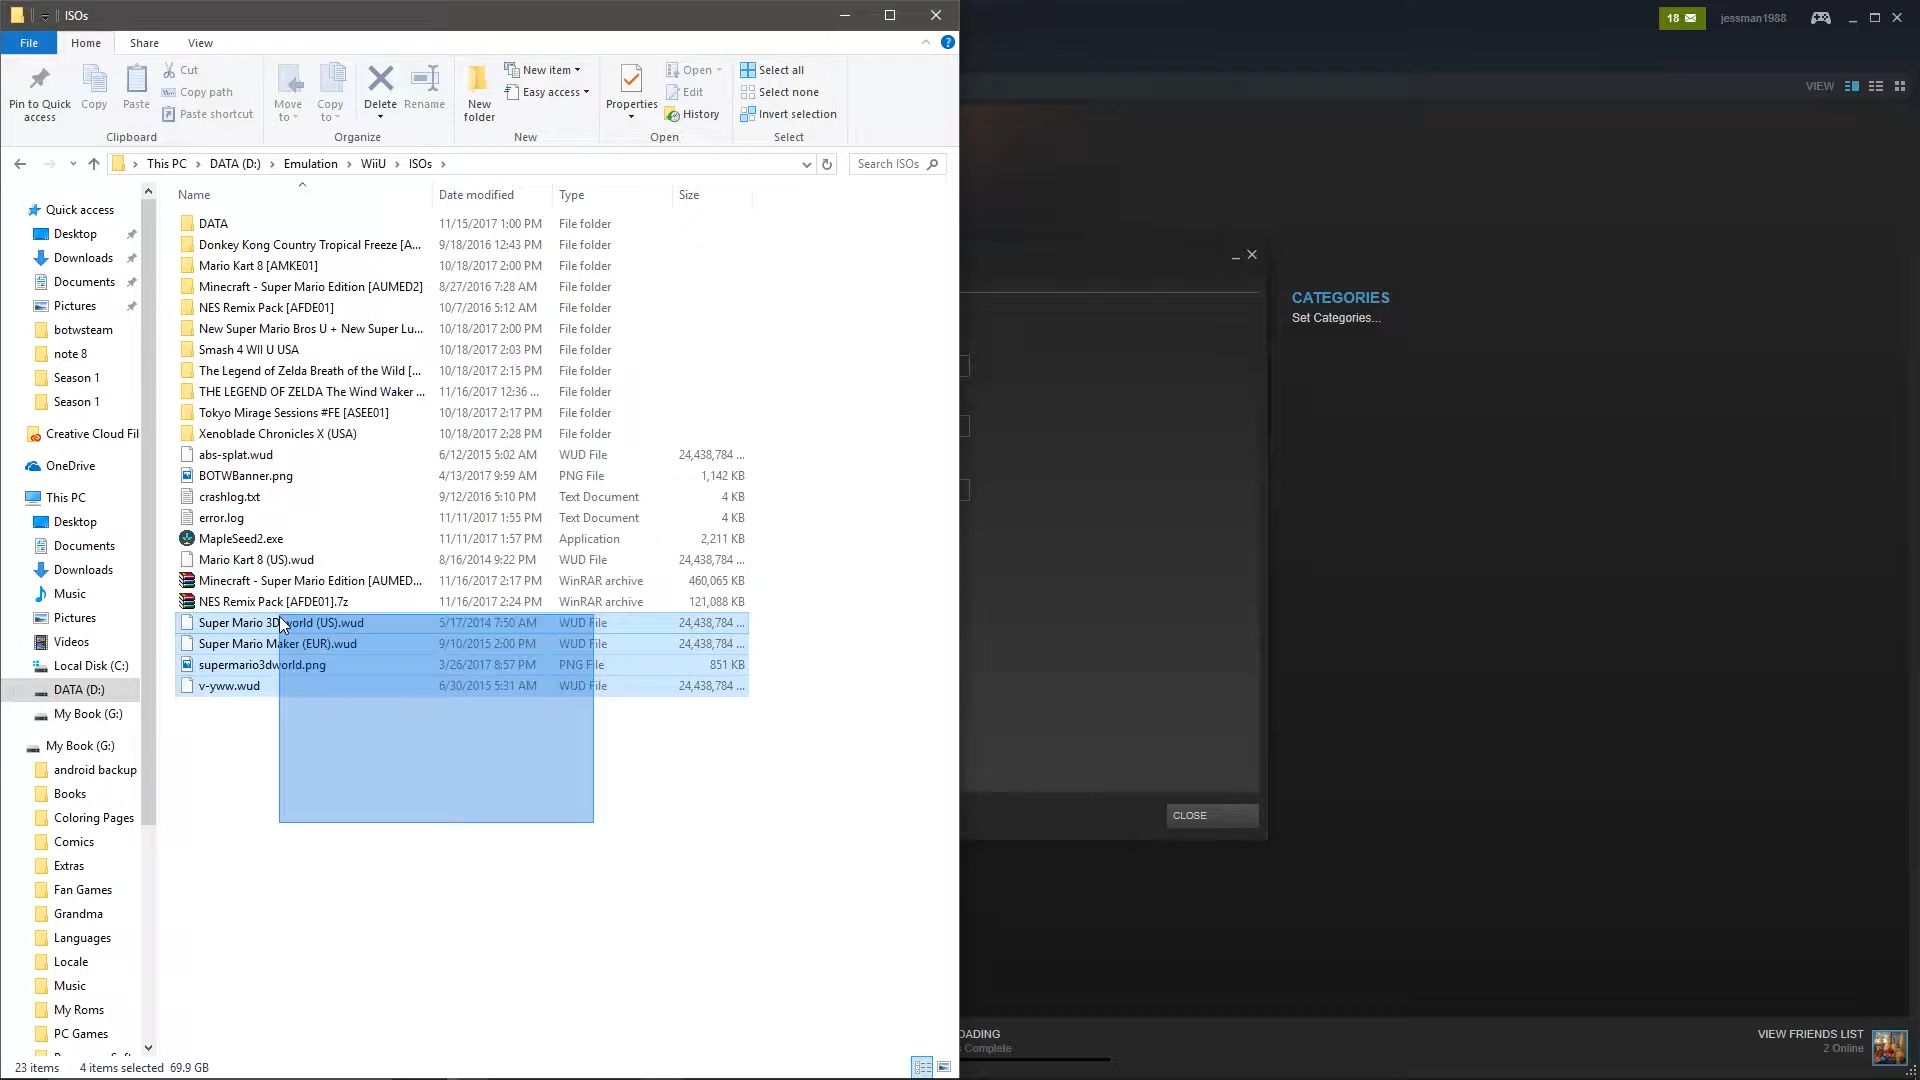 ISOs
18
jessman1988
File
Home
Share
View
Pin to Quick access
Copy
Paste
Cut
Copy path
Paste shortcut
Clipboard
Move to
Copy to
Delete
Rename
Organize
New folder
New item
Easy access
New
Properties
Open
Edit
History
Open
Select all
Select none
Invert selection
Select
VIEW
This PC > DATA (D:) > Emulation > WiiU > ISOs >
Search ISOs
Name Date modified Type Size
Quick access
Desktop
Downloads
Documents
Pictures
botwsteam
note 8
Season 1
Season 1
Creative Cloud Fil
OneDrive
This PC
Desktop
Documents
Downloads
Music
Pictures
Videos
Local Disk (C:)
DATA (D:)
My Book (G:)
My Book (G:)
android backup
Books
Coloring Pages
Comics
Extras
Fan Games
Grandma
Languages
Locale
Music
My Roms
PC Games
DATA 11/15/2017 1:00 PM File folder
Donkey Kong Country Tropical Freeze [A... 9/18/2016 12:43 PM File folder
Mario Kart 8 [AMKE01] 10/18/2017 2:00 PM File folder
Minecraft - Super Mario Edition [AUMED2] 8/27/2016 7:28 AM File folder
NES Remix Pack [AFDE01] 10/7/2016 5:12 AM File folder
New Super Mario Bros U + New Super Lu... 10/18/2017 2:00 PM File folder
Smash 4 WII U USA 10/18/2017 2:03 PM File folder
The Legend of Zelda Breath of the Wild [... 10/18/2017 2:15 PM File folder
THE LEGEND OF ZELDA The Wind Waker ... 11/16/2017 12:36 ... File folder
Tokyo Mirage Sessions #FE [ASEE01] 10/18/2017 2:17 PM File folder
Xenoblade Chronicles X (USA) 10/18/2017 2:28 PM File folder
abs-splat.wud 6/12/2015 5:02 AM WUD File 24,438,784 ...
BOTWBanner.png 4/13/2017 9:59 AM PNG File 1,142 KB
crashlog.txt 9/12/2016 5:10 PM Text Document 4 KB
error.log 11/11/2017 1:55 PM Text Document 4 KB
MapleSeed2.exe 11/11/2017 1:57 PM Application 2,211 KB
Mario Kart 8 (US).wud 8/16/2014 9:22 PM WUD File 24,438,784 ...
Minecraft - Super Mario Edition [AUMED... 11/16/2017 2:17 PM WinRAR archive 460,065 KB
NES Remix Pack [AFDE01].7z 11/16/2017 2:24 PM WinRAR archive 121,088 KB
Super Mario 3D world (US).wud 5/17/2014 7:50 AM WUD File 24,438,784 ...
Super Mario Maker (EUR).wud 9/10/2015 2:00 PM WUD File 24,438,784 ...
supermario3dworld.png 3/26/2017 8:57 PM PNG File 851 KB
v-yww.wud 6/30/2015 5:31 AM WUD File 24,438,784 ...
CATEGORIES
Set Categories...
CLOSE
OADING
Complete
VIEW FRIENDS LIST
2 Online
23 items 4 items selected 69.9 GB